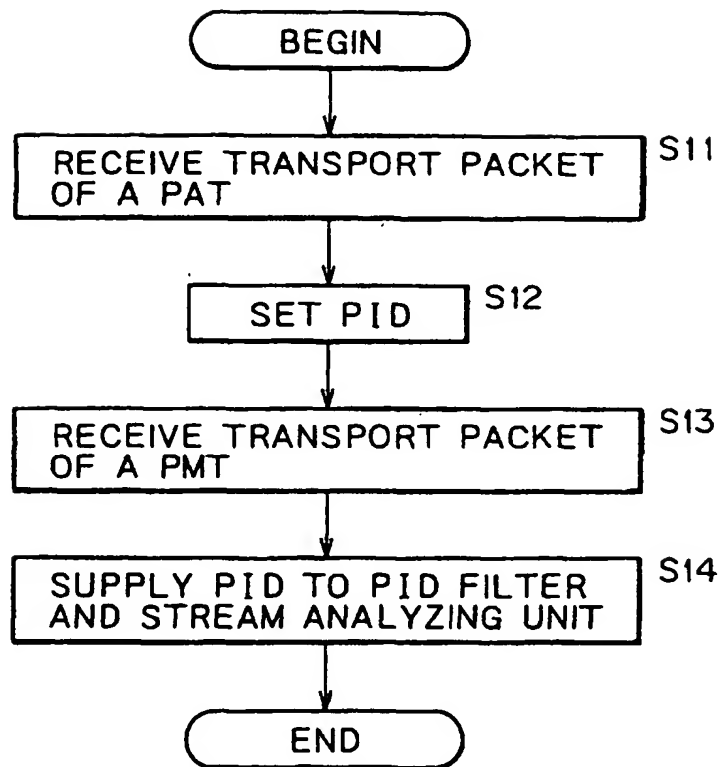 BEGIN
RECEIVE TRANSPORT PACKET
OF A PAT
S11
SET PID
S12
RECEIVE TRANSPORT PACKET
OF A PMT
S13
SUPPLY PID TO PID FILTER
AND STREAM ANALYZING UNIT
S14
END